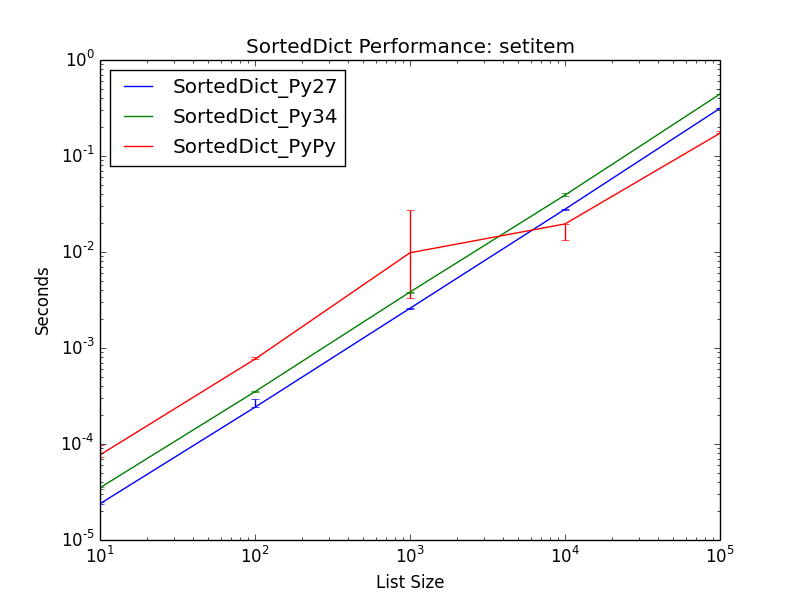 SortedDict Performance: setitem
10^0
SortedDict_Py27
SortedDict_Py34
SortedDict_PyPy
10^-1
10^-2
Seconds
10^-3
10^-4
10^-5
10^1 10^2 10^3 10^4 10^5
List Size